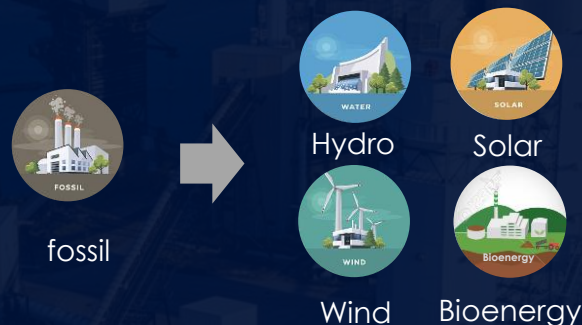 FOSSIL
fossil
WATER
Hydro
SOLAR
Solar
WIND
Wind
Bioenergy
Bioenergy